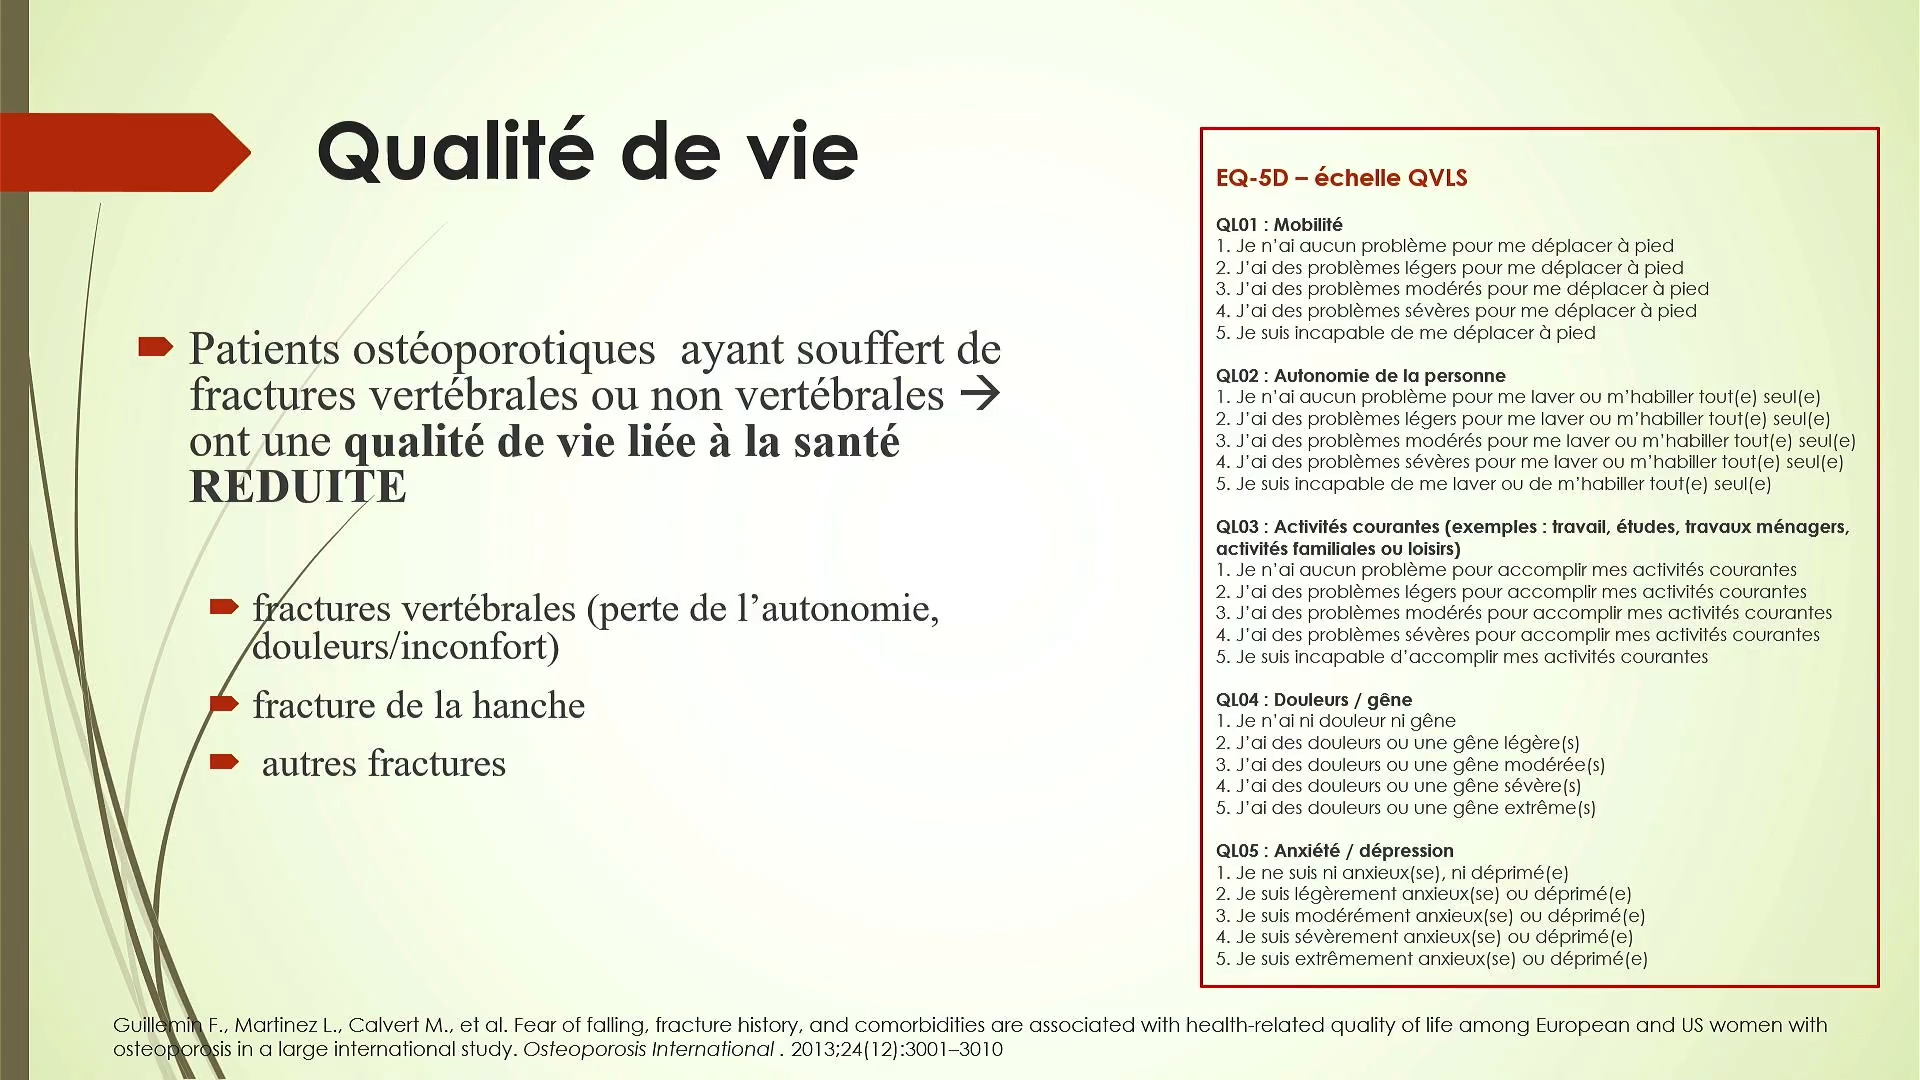 Qualité de vie
Patients ostéoporotiques  ayant souffert de
fractures vertébrales ou non vertébrales →
ont une qualité de vie liée à la santé
REDUITE
fractures vertébrales (perte de l’autonomie,
douleurs/inconfort)
fracture de la hanche
autres fractures
EQ-5D – échelle QVLS
QL01 : Mobilité
1. Je n’ai aucun problème pour me déplacer à pied
2. J’ai des problèmes légers pour me déplacer à pied
3. J’ai des problèmes modérés pour me déplacer à pied
4. J’ai des problèmes sévères pour me déplacer à pied
5. Je suis incapable de me déplacer à pied
QL02 : Autonomie de la personne
1. Je n’ai aucun problème pour me laver ou m’habiller tout(e) seul(e)
2. J’ai des problèmes légers pour me laver ou m’habiller tout(e) seul(e)
3. J’ai des problèmes modérés pour me laver ou m’habiller tout(e) seul(e)
4. J’ai des problèmes sévères pour me laver ou m’habiller tout(e) seul(e)
5. Je suis incapable de me laver ou de m’habiller tout(e) seul(e)
QL03 : Activités courantes (exemples : travail, études, travaux ménagers,
activités familiales ou loisirs)
1. Je n’ai aucun problème pour accomplir mes activités courantes
2. J’ai des problèmes légers pour accomplir mes activités courantes
3. J’ai des problèmes modérés pour accomplir mes activités courantes
4. J’ai des problèmes sévères pour accomplir mes activités courantes
5. Je suis incapable d’accomplir mes activités courantes
QL04 : Douleurs / gêne
1. Je n’ai ni douleur ni gêne
2. J’ai des douleurs ou une gêne légère(s)
3. J’ai des douleurs ou une gêne modérée(s)
4. J’ai des douleurs ou une gêne sévère(s)
5. J’ai des douleurs ou une gêne extrême(s)
QL05 : Anxiété / dépression
1. Je ne suis ni anxieux(se), ni déprimé(e)
2. Je suis légèrement anxieux(se) ou déprimé(e)
3. Je suis modérément anxieux(se) ou déprimé(e)
4. Je suis sévèrement anxieux(se) ou déprimé(e)
5. Je suis extrêmement anxieux(se) ou déprimé(e)
Guillemin F., Martinez L., Calvert M., et al. Fear of falling, fracture history, and comorbidities are associated with health-related quality of life among European and US women with
osteoporosis in a large international study. Osteoporosis International . 2013;24(12):3001–3010